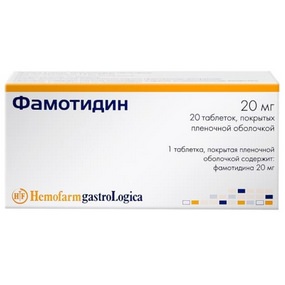 Фамотидин
20 мг
20 таблеток, покрытых
пленочной оболочкой
1 таблетка, покрытая пленочной
оболочкой содержит:
фамотидина 20 мг
HF Hemofarm gastroLogica